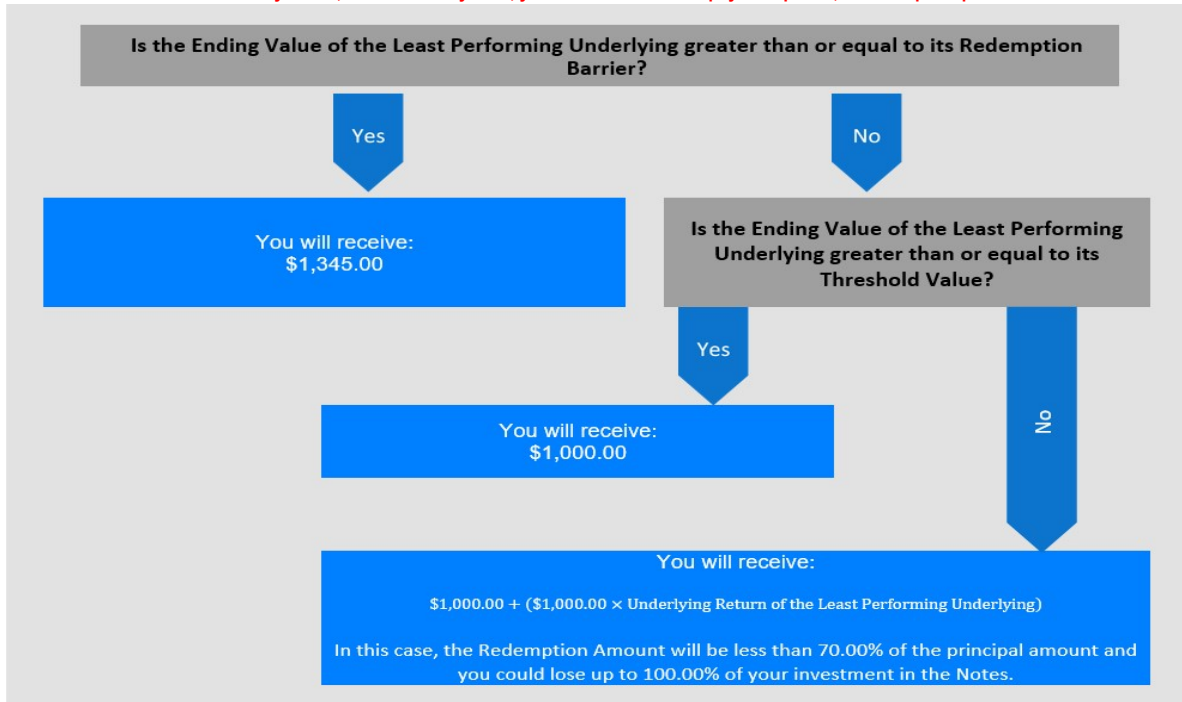 Is the Ending Value of the Least Performing Underlying greater than or equal to its Redemption
Barrier?
Yes
No
You will receive:
$1,345.00
Is the Ending Value of the Least Performing
Underlying greater than or equal to its
Threshold Value?
Yes
No
You will receive:
$1,000.00
You will receive:
$1,000.00 + ($1,000.00 × Underlying Return of the Least Performing Underlying)
In this case, the Redemption Amount will be less than 70.00% of the principal amount and
you could lose up to 100.00% of your investment in the Notes.